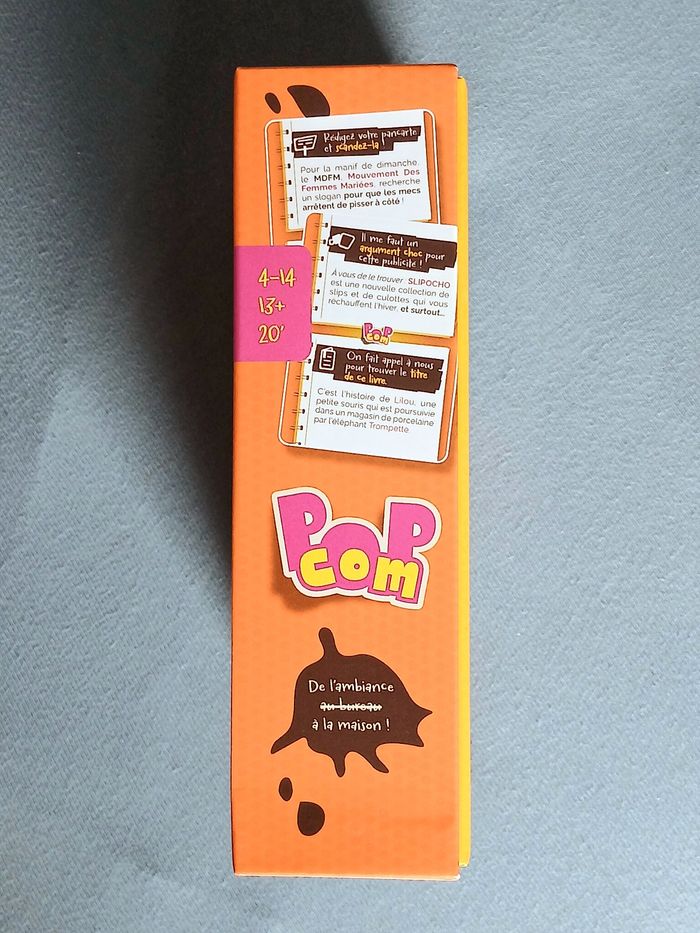 Rédigez votre pancarte
et scandez-la !
Pour la manif de dimanche,
le MDFM, Mouvement Des
Femmes Mariées, recherche
un slogan pour que les mecs
arrêtent de pisser à côté !
Il me faut un
argument choc pour
cette publicité !
À vous de le trouver. SLIPOCHO
est une nouvelle collection de
slips et de culottes qui vous
réchauffent l'hiver, et surtout...
4-14
13+
20'
POP
com
On fait appel à nous
pour trouver le titre
de ce livre.
C'est l'histoire de Lilou, une
petite souris qui est poursuivie
dans un magasin de porcelaine
par l'éléphant Trompette.
POP
com
De l'ambiance
au bureau
à la maison !